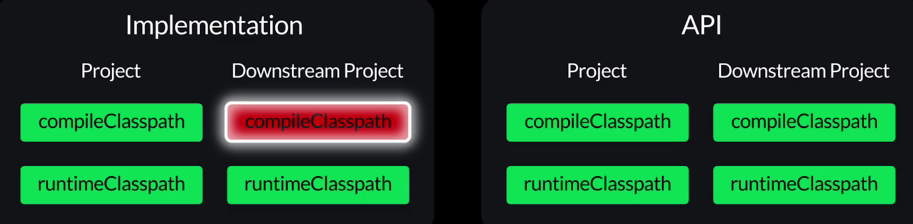 Implementation
Project Downstream Project
compileClasspath compileClasspath
runtimeClasspath runtimeClasspath
API
Project Downstream Project
compileClasspath compileClasspath
runtimeClasspath runtimeClasspath